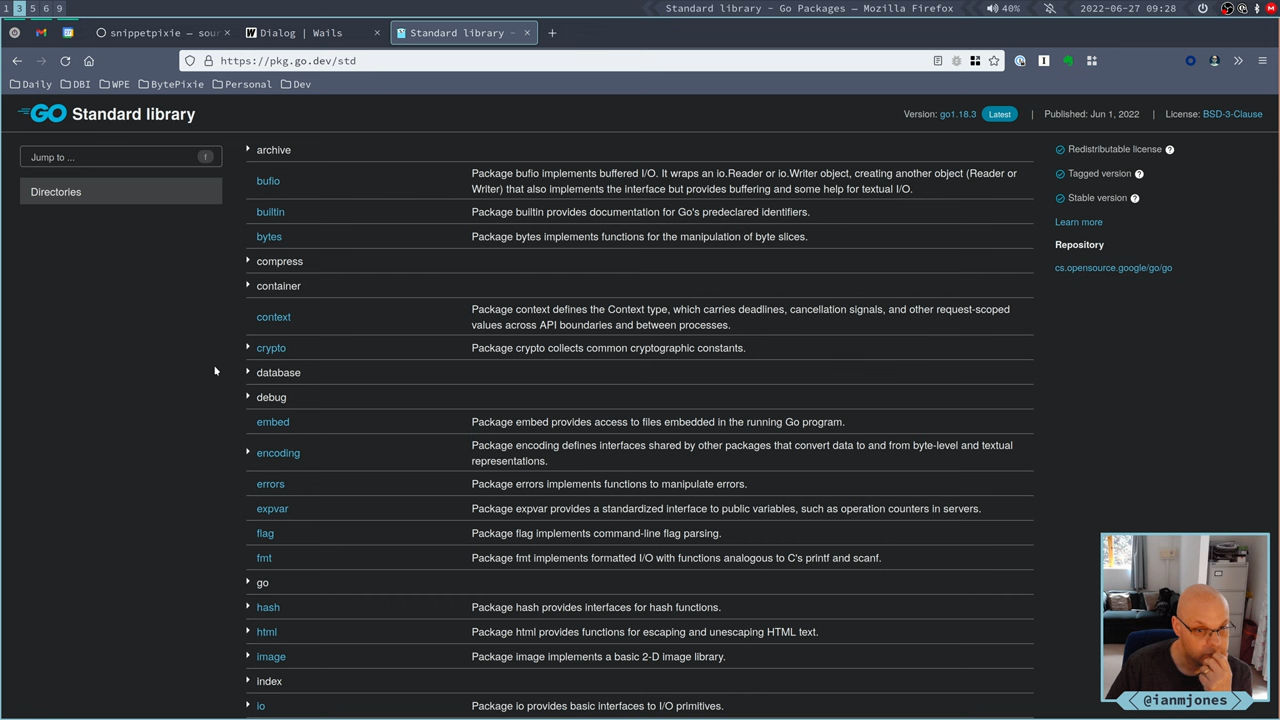 1 3 5 6 9
Standard library - Go Packages — Mozilla Firefox
40%
2022-06-27 09:28
snippetpixie — sour
Dialog | Wails
Standard library -
https://pkg.go.dev/std
Daily
DBI
WPE
BytePixie
Personal
Dev
GO Standard library
Version: go1.18.3 Latest | Published: Jun 1, 2022 | License: BSD-3-Clause
Jump to ... f
Directories
archive
bufio
Package bufio implements buffered I/O. It wraps an io.Reader or io.Writer object, creating another object (Reader or
Writer) that also implements the interface but provides buffering and some help for textual I/O.
builtin
Package builtin provides documentation for Go's predeclared identifiers.
bytes
Package bytes implements functions for the manipulation of byte slices.
compress
container
context
Package context defines the Context type, which carries deadlines, cancellation signals, and other request-scoped
values across API boundaries and between processes.
crypto
Package crypto collects common cryptographic constants.
database
debug
embed
Package embed provides access to files embedded in the running Go program.
encoding
Package encoding defines interfaces shared by other packages that convert data to and from byte-level and textual
representations.
errors
Package errors implements functions to manipulate errors.
expvar
Package expvar provides a standardized interface to public variables, such as operation counters in servers.
flag
Package flag implements command-line flag parsing.
fmt
Package fmt implements formatted I/O with functions analogous to C's printf and scanf.
go
hash
Package hash provides interfaces for hash functions.
html
Package html provides functions for escaping and unescaping HTML text.
image
Package image implements a basic 2-D image library.
index
io
Package io provides basic interfaces to I/O primitives.
Redistributable license
Tagged version
Stable version
Learn more
Repository
cs.opensource.google/go/go
@ianmjones